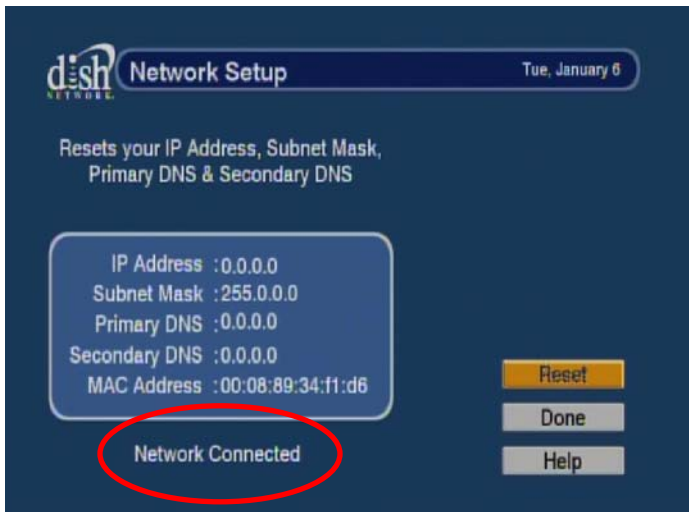 dish
NETWORK.
Network Setup
Tue, January 6
Resets your IP Address, Subnet Mask,
Primary DNS & Secondary DNS
IP Address :0.0.0.0
Subnet Mask :255.0.0.0
Primary DNS :0.0.0.0
Secondary DNS :0.0.0.0
MAC Address :00:08:89:34:f1:d6
Network Connected
Reset
Done
Help